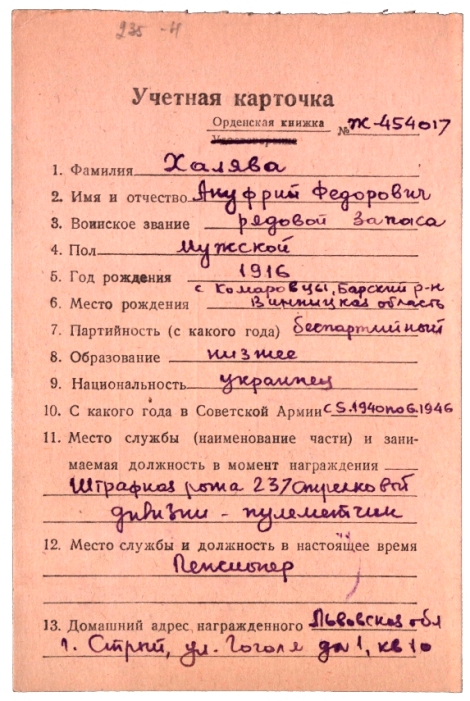 235 -Н
Учетная карточка
Орденская книжка № Ж-454017
Удостоверение
1. Фамилия Халява
2. Имя и отчество Ануфрий Федорович
3. Воинское звание рядовой запаса
4. Пол Мужской
5. Год рождения 1916
с Комаровцы, Барский р-н
6. Место рождения Винницкая область
7. Партийность (с какого года) беспартийный
8. Образование низшее
9. Национальность украинец
10. С какого года в Советской Армии с 5.1940 по 6.1946
11. Место службы (наименование части) и зани-
маемая должность в момент награждения
Штрафная рота 237 стрелковой
дивизии - пулеметчик
12. Место службы и должность в настоящее время
Пенсионер
13. Домашний адрес награжденного Львовская обл
г. Стрый, ул. Гоголя д 1, кв 10